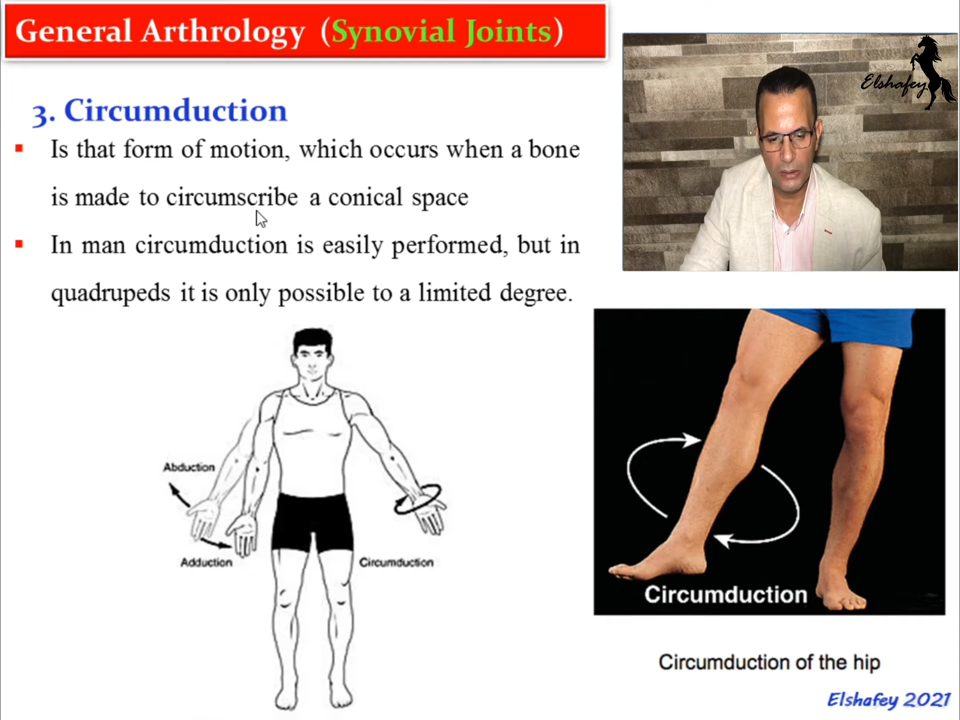 General Arthrology (Synovial Joints)
Elshafey
3. Circumduction
▪ Is that form of motion, which occurs when a bone
is made to circumscribe a conical space
▪ In man circumduction is easily performed, but in
quadrupeds it is only possible to a limited degree.
Abduction
Adduction
Circumduction
Circumduction
Circumduction of the hip
Elshafey 2021